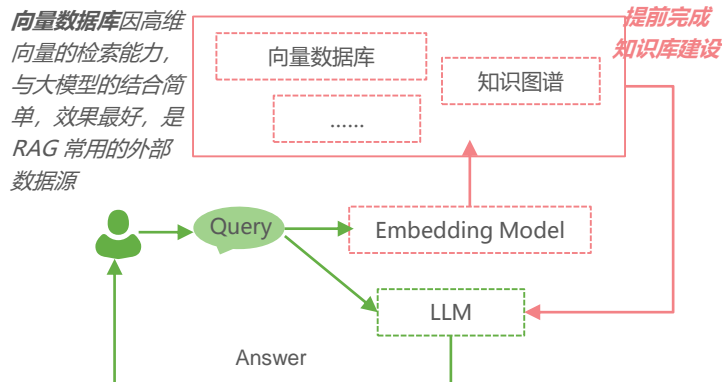 向量数据库因高维
向量的检索能力，
与大模型的结合简
单，效果最好，是
RAG 常用的外部
数据源
提前完成
知识库建设
向量数据库
知识图谱
......
Query
Embedding Model
LLM
Answer